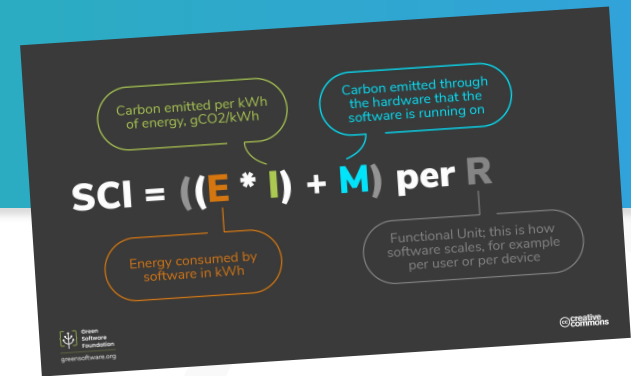 Carbon emitted per kWh
of energy, gCO2/kWh
Carbon emitted through
the hardware that the
software is running on
SCI = ((E * I) + M) per R
Energy consumed by
software in kWh
Functional Unit; this is how
software scales, for example
per user or per device
Green
Software
Foundation
greensoftware.org
cc creative
commons